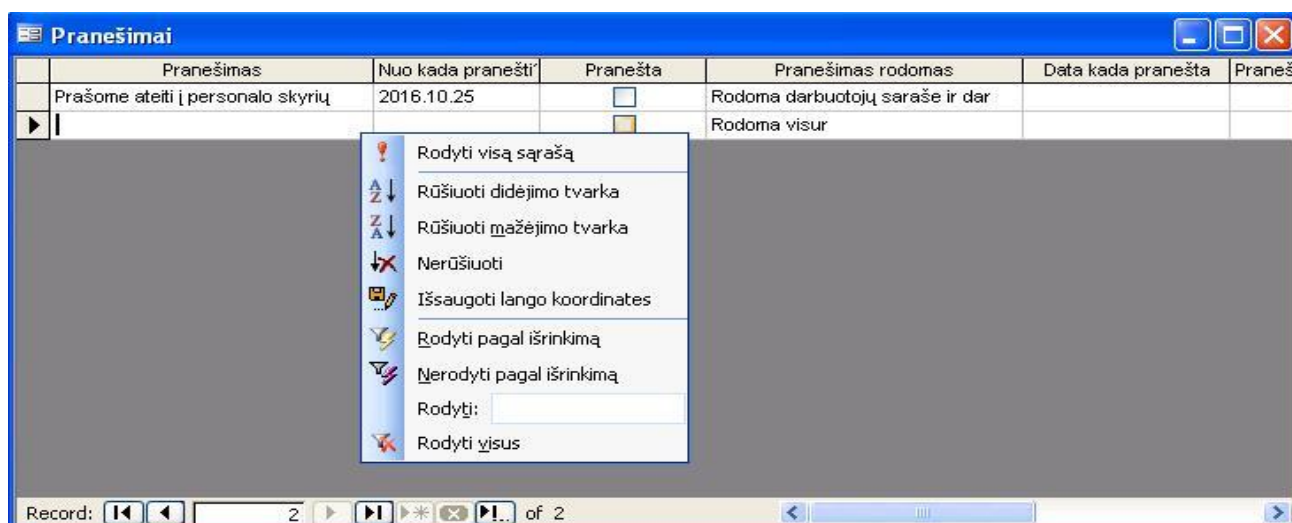 Pranešimai
Pranešimas Nuo kada pranešti Pranešta Pranešimas rodomas Data kada pranešta Praneš
Prašome ateiti į personalo skyrių 2016.10.25 Rodoma darbuotojų saraše ir dar
Rodoma visur
Rodyti visą sąrašą
Rūšiuoti didėjimo tvarka
Rūšiuoti mažėjimo tvarka
Nerūšiuoti
Išsaugoti lango koordinates
Rodyti pagal išrinkimą
Nerodyti pagal išrinkimą
Rodyti:
Rodyti visus
Record: 2 of 2